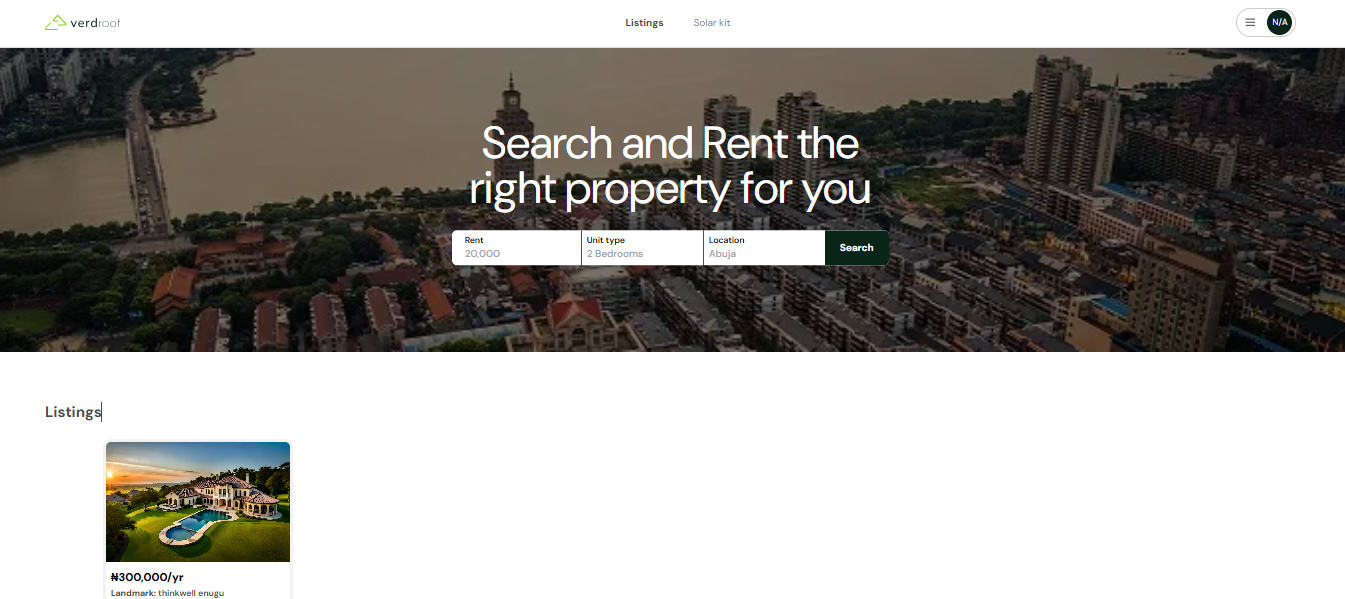 verdroof
Listings
Solar kit
N/A
Search and Rent the
right property for you
Rent
20,000
Unit type
2 Bedrooms
Location
Abuja
Search
Listings
₦300,000/yr
Landmark: thinkwell enugu